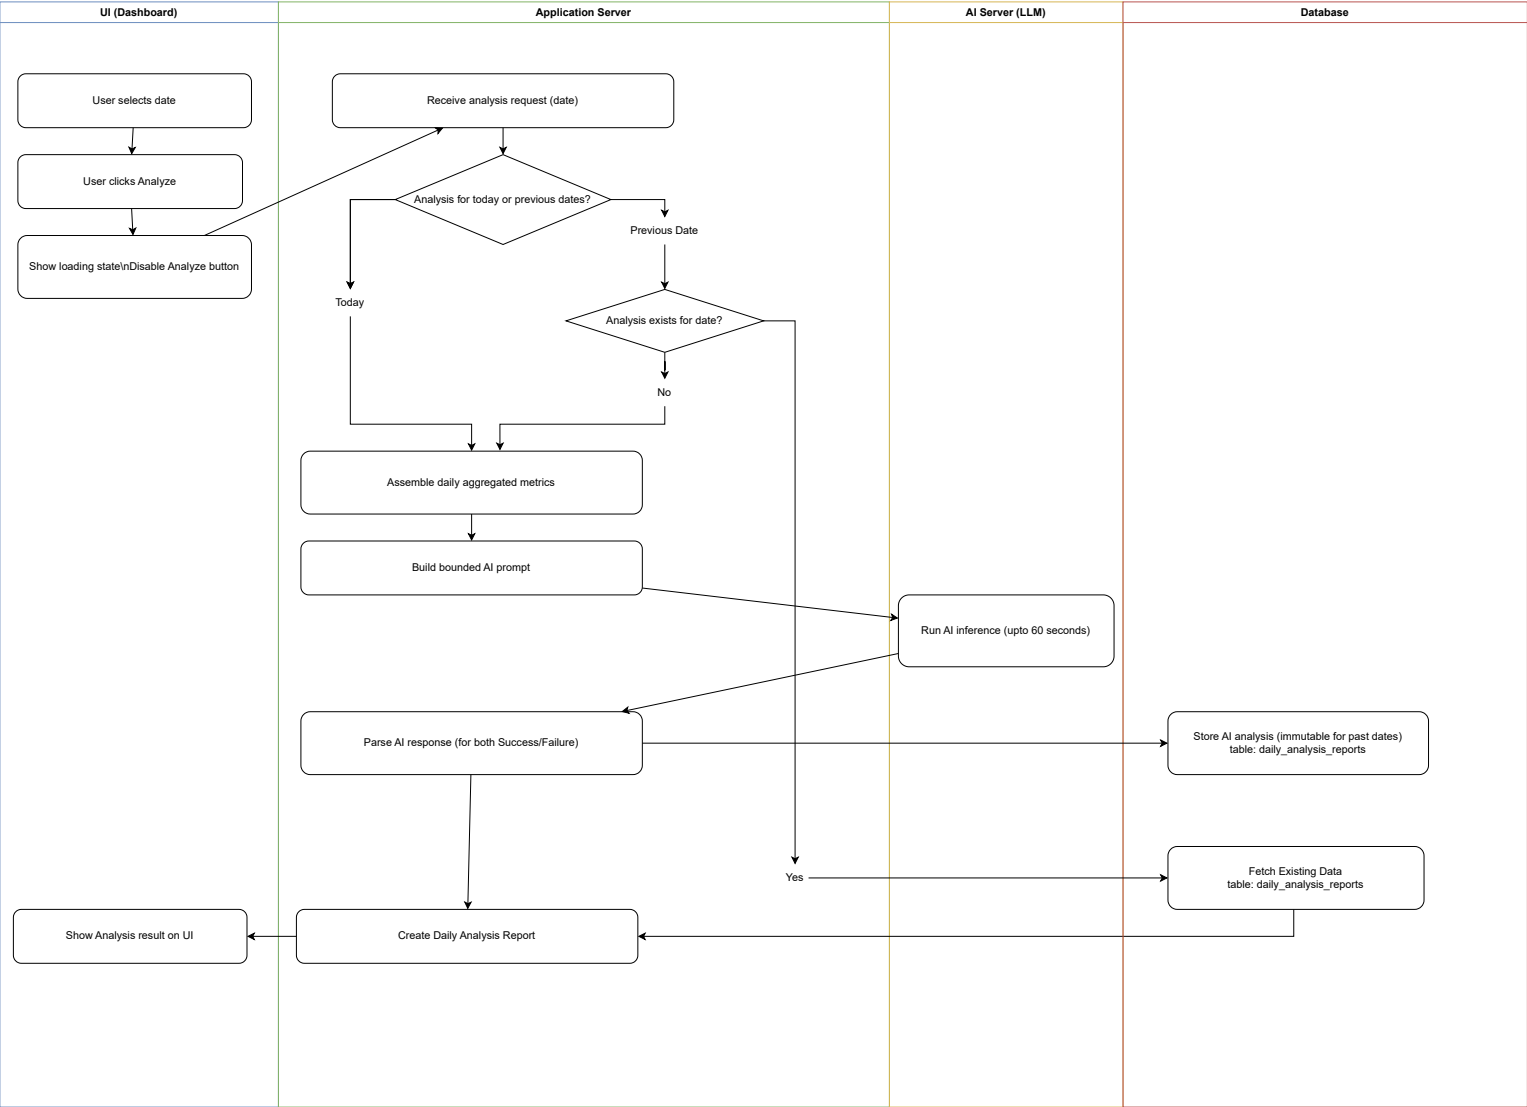 UI (Dashboard)
Application Server
AI Server (LLM)
Database
User selects date
Receive analysis request (date)
User clicks Analyze
Analysis for today or previous dates?
Previous Date
Show loading state\nDisable Analyze button
Today
Analysis exists for date?
No
Assemble daily aggregated metrics
Build bounded AI prompt
Run AI inference (upto 60 seconds)
Parse AI response (for both Success/Failure)
Store AI analysis (immutable for past dates)
table: daily_analysis_reports
Yes
Fetch Existing Data
table: daily_analysis_reports
Show Analysis result on UI
Create Daily Analysis Report